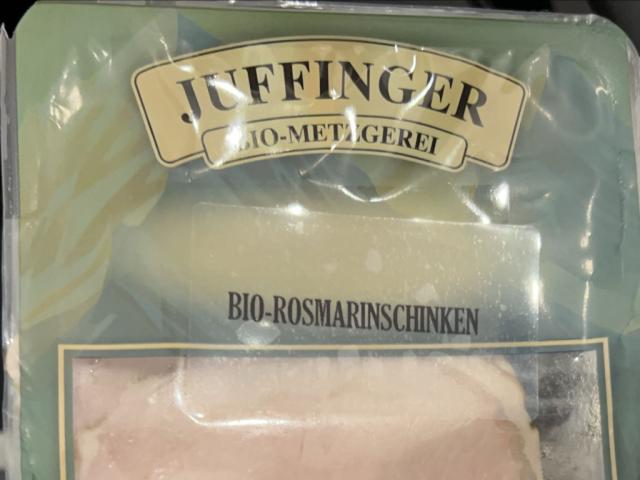 JUFFINGER
BIO-METZGEREI
BIO-ROSMARINSCHINKEN